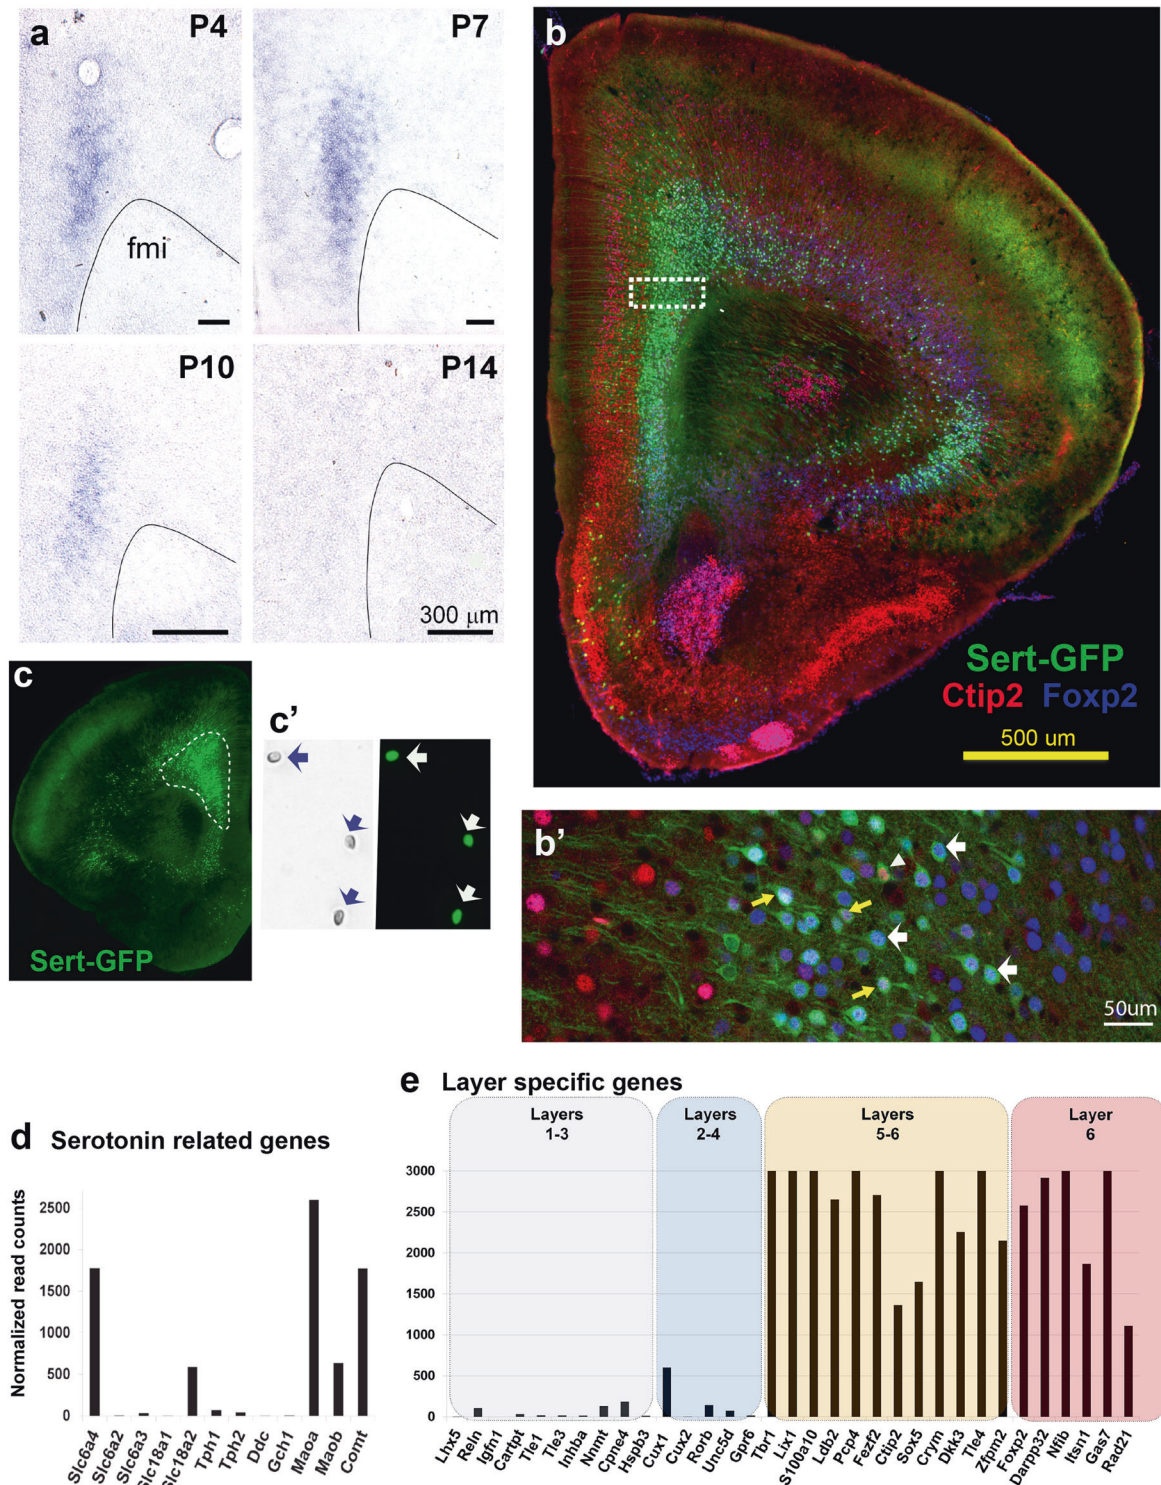 a
P4
P7
fmi
P10
P14
300 µm
b
Sert-GFP
Ctip2 Foxp2
500 um
c
Sert-GFP
c’
b’
50um
d Serotonin related genes
Normalized read counts
2500
2000
1500
1000
500
0
Slc6a4
Slc6a2
Slc6a3
Slc18a1
Slc18a2
Tph1
Tph2
Ddc
Gch1
Maoa
Maob
Comt
e Layer specific genes
Layers
1-3
Layers
2-4
Layers
5-6
Layer
6
3000
2500
2000
1500
1000
500
0
Lhx5
Reln
Igfn1
Cartpt
Tle1
Tle3
Inhba
Nnmt
Cpne4
Hspb3
Cux1
Cux2
Rorb
Unc5d
Gpr6
Tbr1
Lix1
S100a10
Ldb2
Pcp4
Fezf2
Ctip2
Sox5
Crym
Dkk3
Tle4
Zfpm2
Foxp2
Darpp32
Nfib
Itsn1
Gas7
Rad21